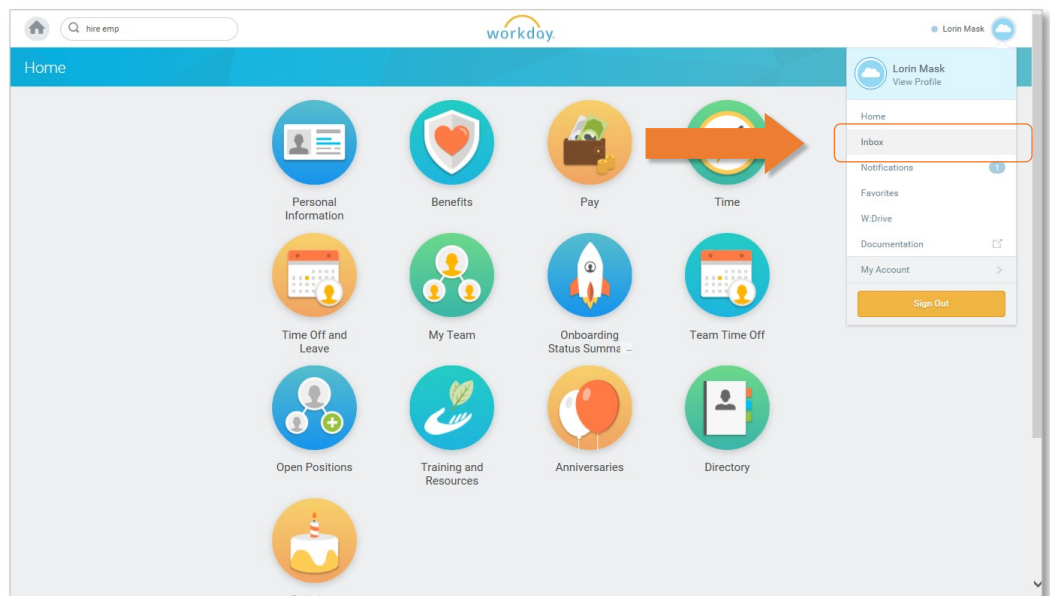 hire emp
workday.
Lorin Mask
Home
Lorin Mask
View Profile
Home
Inbox
Notifications
1
Favorites
W:Drive
Documentation
My Account
Sign Out
Personal
Information
Benefits
Pay
Time
Time Off and
Leave
My Team
Onboarding
Status Summa ...
Team Time Off
Open Positions
Training and
Resources
Anniversaries
Directory